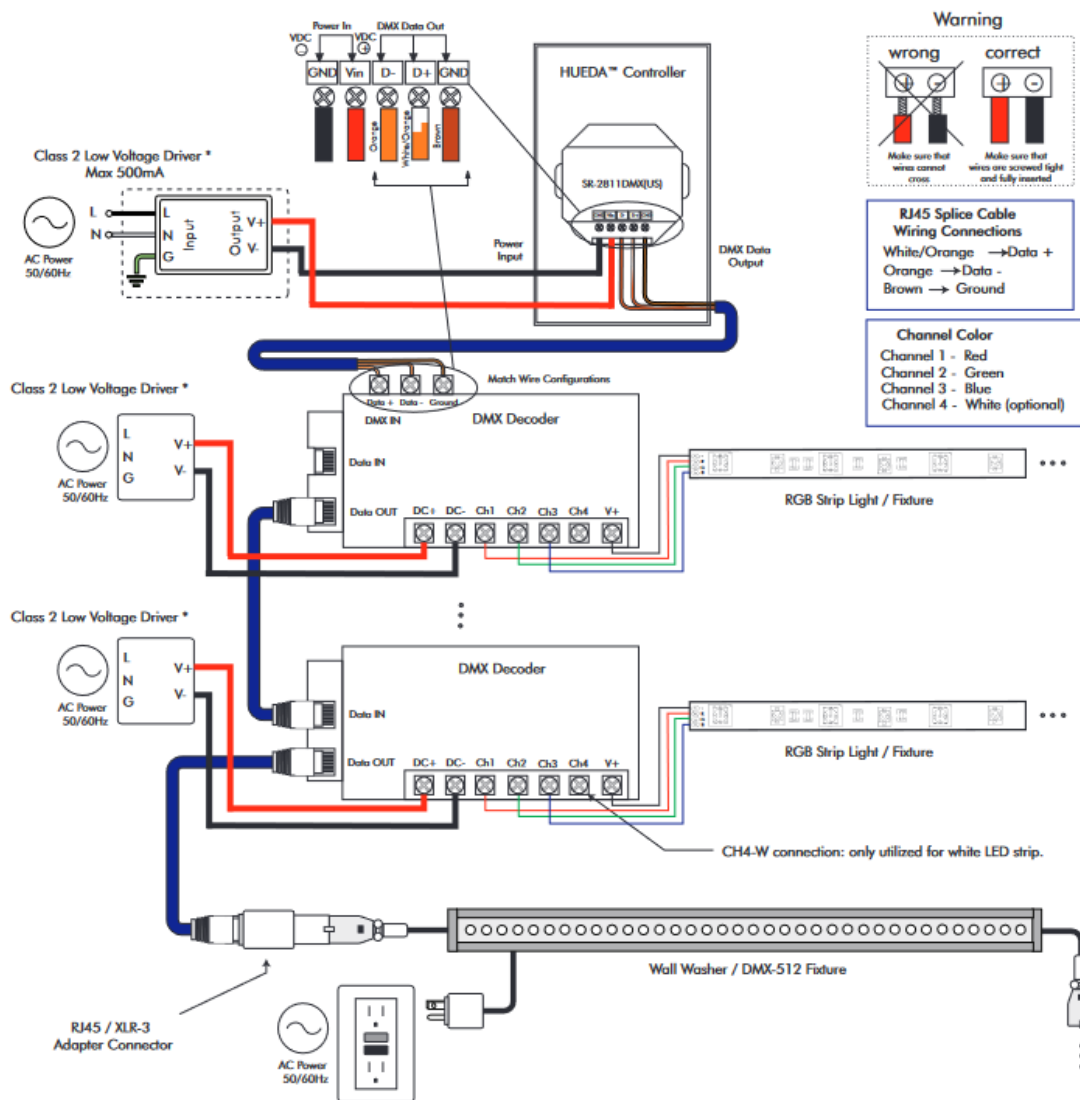 Warning
wrong
correct
Make sure that
wires cannot
cross
Make sure that
wires are screwed tight
and fully inserted
Power In
DMX Data Out
VDC
VDC
GND
Vin
D-
D+
GND
Orange
White/Orange
Brown
HUEDA™ Controller
SR-2811DMX(US)
Class 2 Low Voltage Driver *
Max 500mA
L
N
L
N
G
Input
Output
V+
V-
AC Power
50/60Hz
Power
Input
DMX Data
Output
RJ45 Splice Cable
Wiring Connections
White/Orange → Data +
Orange → Data -
Brown → Ground
Channel Color
Channel 1 - Red
Channel 2 - Green
Channel 3 - Blue
Channel 4 - White (optional)
Match Wire Configurations
Data +
Data -
Ground
DMX IN
DMX Decoder
Class 2 Low Voltage Driver *
L
N
G
V+
V-
AC Power
50/60Hz
Data IN
Data OUT
DC+
DC-
Ch1
Ch2
Ch3
Ch4
V+
RGB Strip Light / Fixture
Class 2 Low Voltage Driver *
L
N
G
V+
V-
AC Power
50/60Hz
DMX Decoder
Data IN
Data OUT
DC+
DC-
Ch1
Ch2
Ch3
Ch4
V+
RGB Strip Light / Fixture
CH4-W connection: only utilized for white LED strip.
Wall Washer / DMX-512 Fixture
RJ45 / XLR-3
Adapter Connector
AC Power
50/60Hz